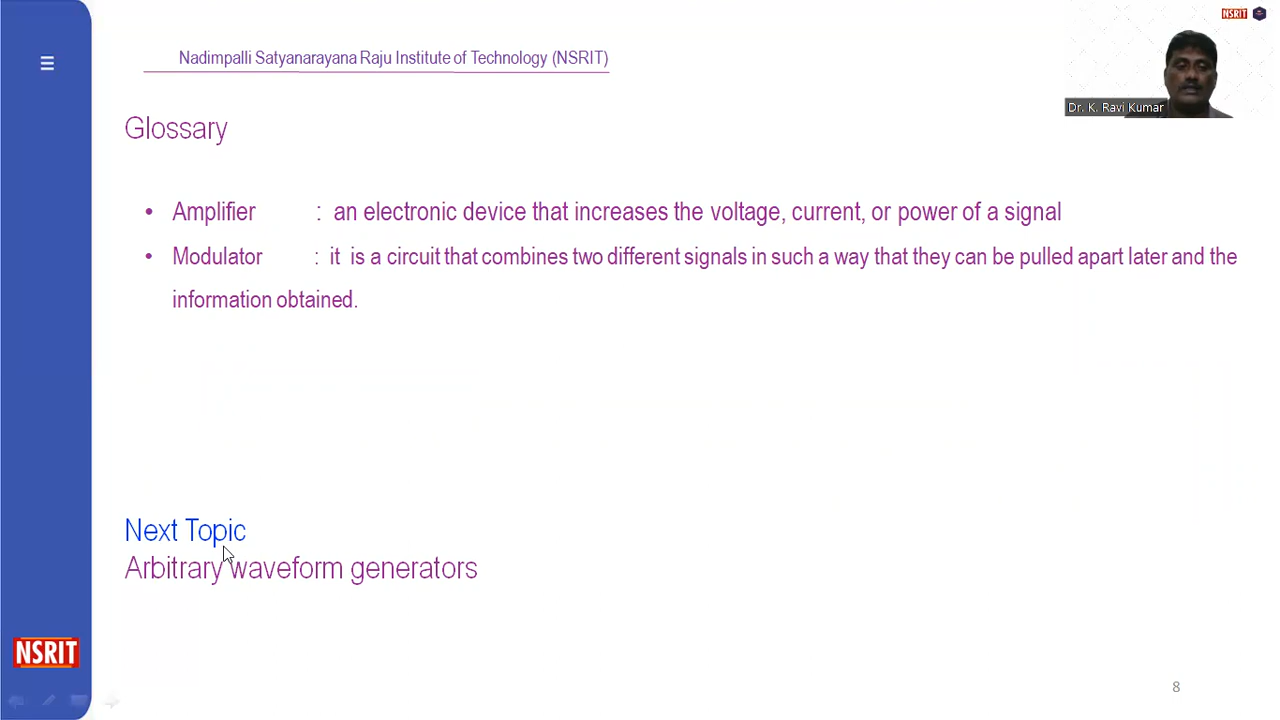 NSRIT
Nadimpalli Satyanarayana Raju Institute of Technology (NSRIT)
Dr. K. Ravi Kumar
Glossary
• Amplifier : an electronic device that increases the voltage, current, or power of a signal
• Modulator : it is a circuit that combines two different signals in such a way that they can be pulled apart later and the
information obtained.
Next Topic
Arbitrary waveform generators
NSRIT
8